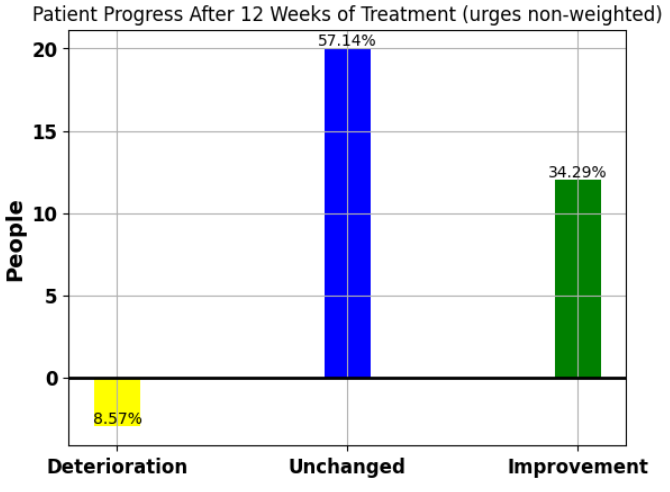 Patient Progress After 12 Weeks of Treatment (urges non-weighted)
57.14%
20
15
34.29%
10
People
5
0
8.57%
Deterioration Unchanged Improvement